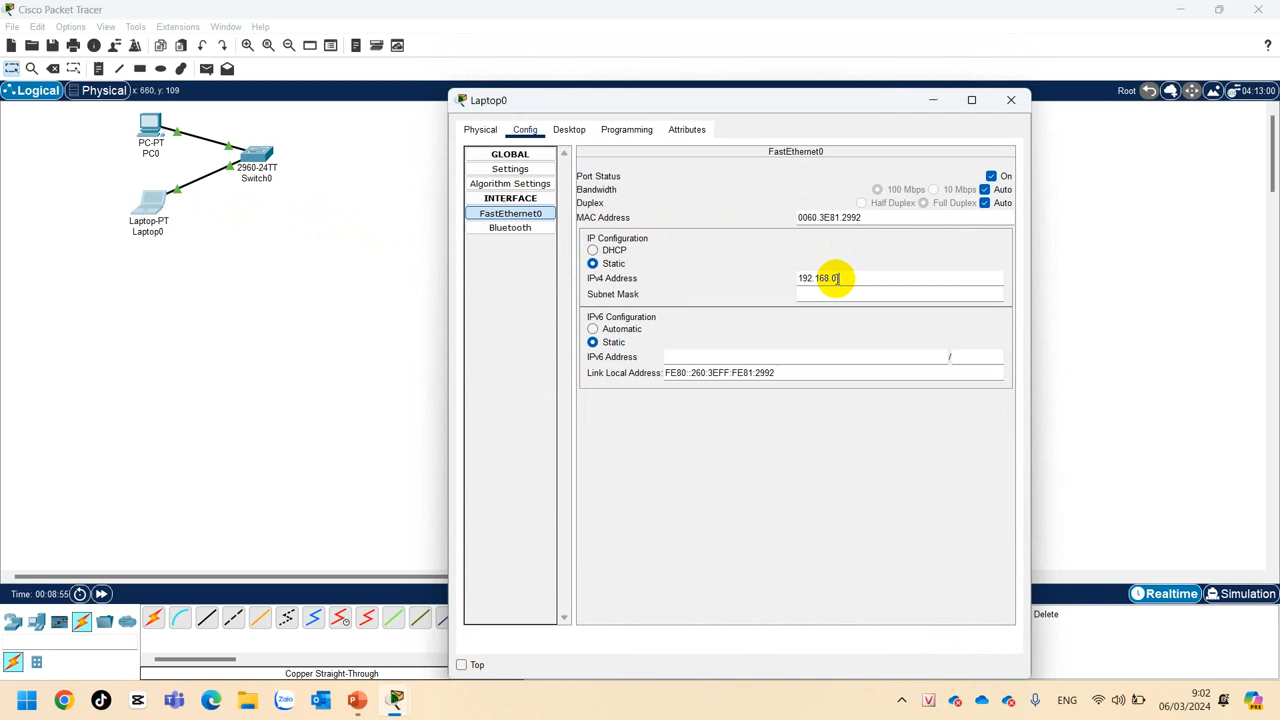 Cisco Packet Tracer
File Edit Options View Tools Extensions Window Help
Logical Physical x: 660, y: 109 Root 04:13:00
PC-PT
PC0
2960-24TT
Switch0
Laptop-PT
Laptop0
Laptop0
Physical Config Desktop Programming Attributes
GLOBAL
Settings
Algorithm Settings
INTERFACE
FastEthernet0
Bluetooth
FastEthernet0
Port Status On
Bandwidth 100 Mbps 10 Mbps Auto
Duplex Half Duplex Full Duplex Auto
MAC Address 0060.3E81.2992
IP Configuration
DHCP
Static
IPv4 Address 192.168.0
Subnet Mask
IPv6 Configuration
Automatic
Static
IPv6 Address /
Link Local Address: FE80::260:3EFF:FE81:2992
Top
Time: 00:08:55 Realtime Simulation
Delete
Copper Straight-Through
Zalo ENG 9:02
06/03/2024
PRE